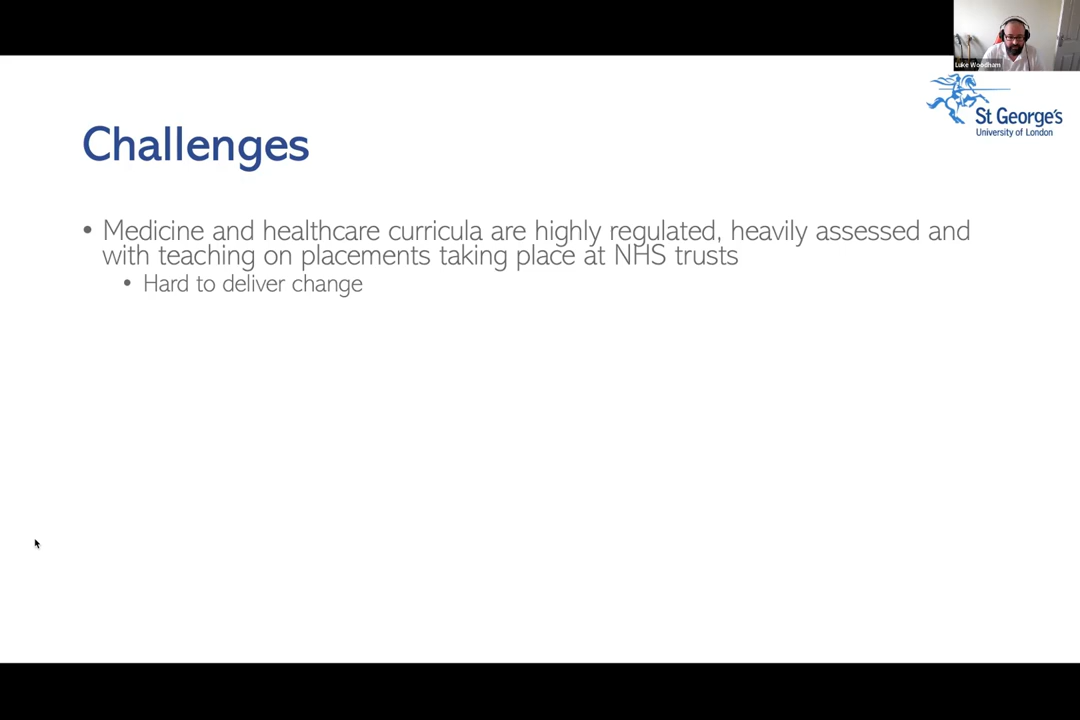 Luke Woodham
St George's
University of London
Challenges
• Medicine and healthcare curricula are highly regulated, heavily assessed and
with teaching on placements taking place at NHS trusts
• Hard to deliver change